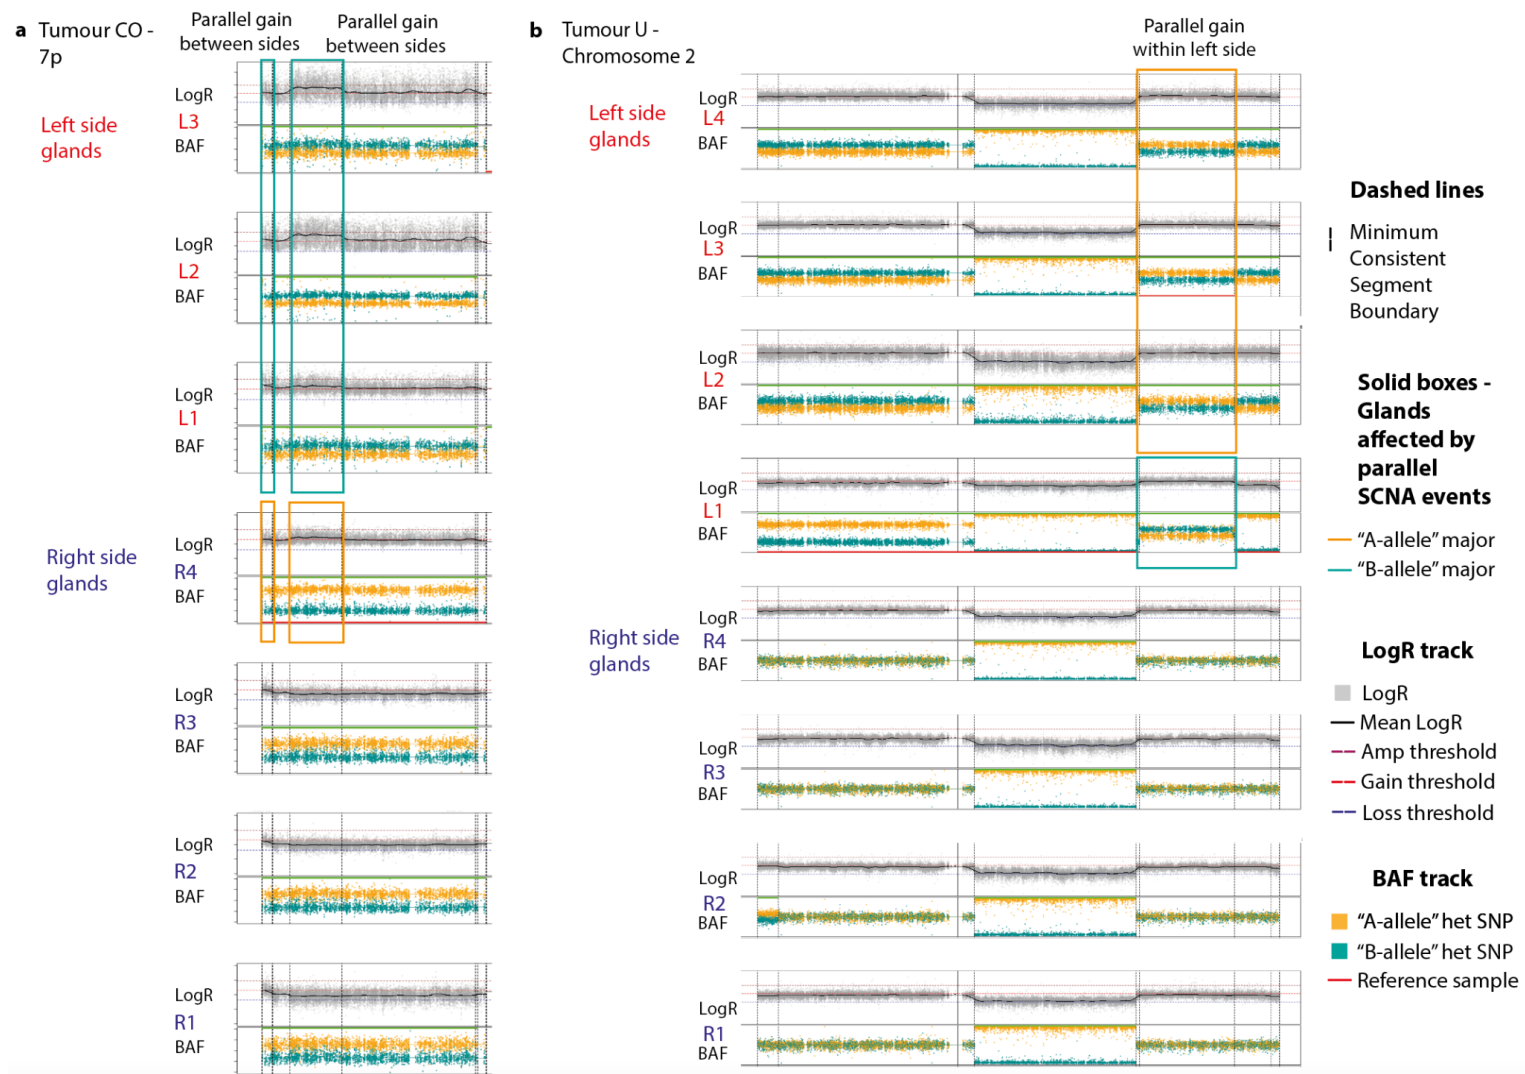 a Tumour CO -
7p
Parallel gain
between sides
Parallel gain
between sides
Left side
glands
LogR
L3
BAF
LogR
L2
BAF
LogR
L1
BAF
Right side
glands
LogR
R4
BAF
LogR
R3
BAF
LogR
R2
BAF
LogR
R1
BAF
b Tumour U -
Chromosome 2
Parallel gain
within left side
Left side
glands
LogR
L4
BAF
LogR
L3
BAF
LogR
L2
BAF
LogR
L1
BAF
Right side
glands
LogR
R4
BAF
LogR
R3
BAF
LogR
R2
BAF
LogR
R1
BAF
Dashed lines
Minimum
Consistent
Segment
Boundary
Solid boxes -
Glands
affected by
parallel
SCNA events
“A-allele” major
“B-allele” major
LogR track
LogR
Mean LogR
Amp threshold
Gain threshold
Loss threshold
BAF track
“A-allele” het SNP
“B-allele” het SNP
Reference sample